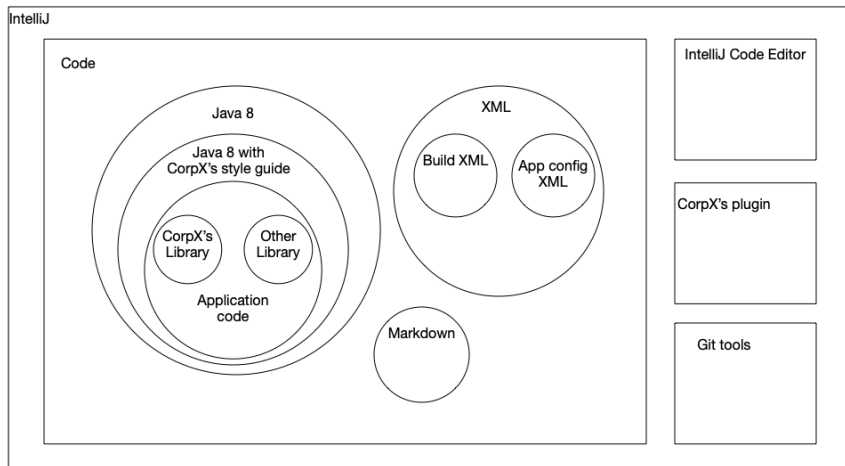 IntelliJ
Code
Java 8
Java 8 with
CorpX's style guide
CorpX's
Library
Other
Library
Application
code
XML
Build XML
App config
XML
Markdown
IntelliJ Code Editor
CorpX's plugin
Git tools